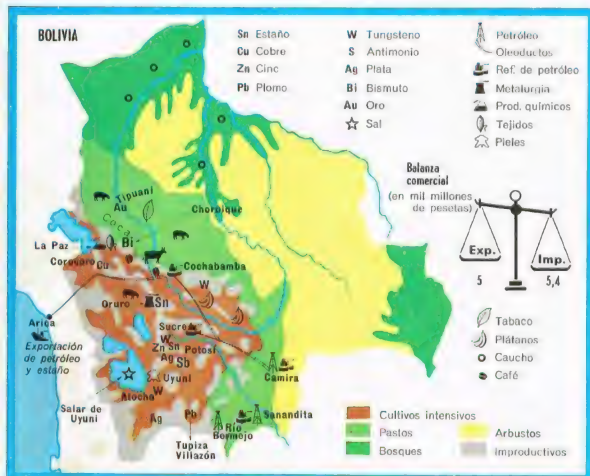 BOLIVIA
Sn Estaño
Cu Cobre
Zn Cinc
Pb Plomo
W Tungsteno
S Antimonio
Ag Plata
Bi Bismuto
Au Oro
Sal
Petróleo
Oleoductos
Ref. de petróleo
Metalurgia
Prod. químicos
Tejidos
Pieles
Balanza
comercial
(en mil millones
de pesetas)
Exp.
Imp.
5
5,4
Tabaco
Plátanos
Caucho
Café
Tipuani
Au
Coca
Chorpique
La Paz
Bi
Corocoro
Cu
Cochabamba
W
Oruro
Sn
Arica
Exportación
de petróleo
y estaño
Sucre
W
Zn Sn
Potosí
Ag Sb
Uyuni
Camira
Salar de
Uyuni
Atocha
W
Ag
Pb
Sanandita
Río
Bermejo
Tupiza
Villazón
Cultivos intensivos
Pastos
Bosques
Arbustos
Improductivos